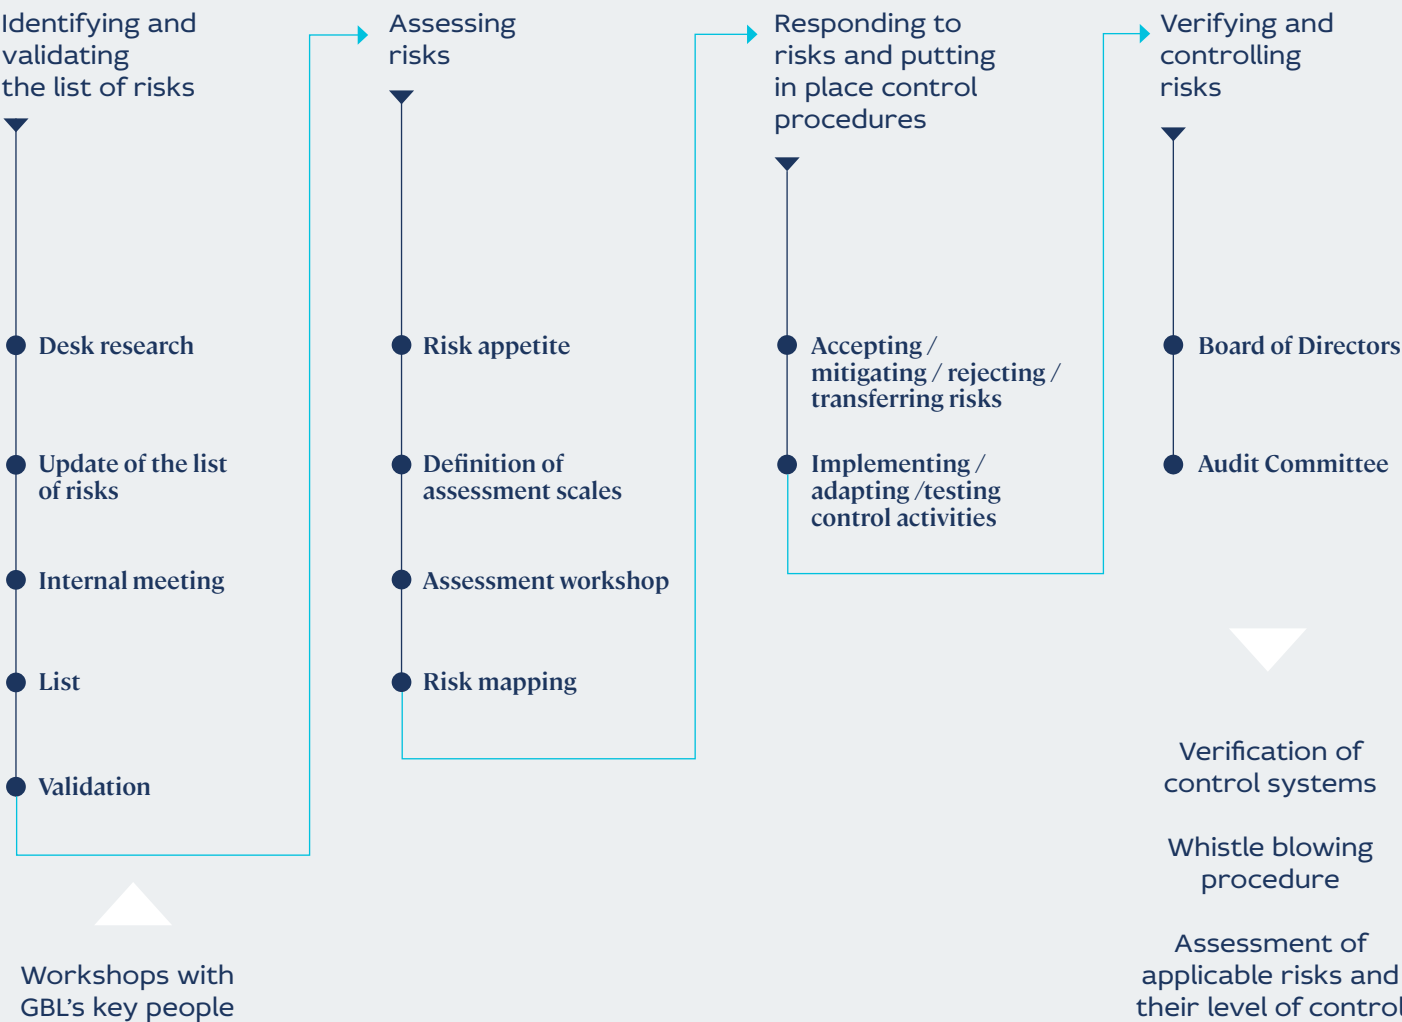 Identifying and
validating
the list of risks
Desk research
Update of the list
of risks
Internal meeting
List
Validation
Workshops with
GBL's key people
Assessing
risks
Risk appetite
Definition of
assessment scales
Assessment workshop
Risk mapping
Responding to
risks and putting
in place control
procedures
Accepting /
mitigating / rejecting /
transferring risks
Implementing /
adapting /testing
control activities
Verifying and
controlling
risks
Board of Directors
Audit Committee
Verification of
control systems
Whistle blowing
procedure
Assessment of
applicable risks and
their level of control